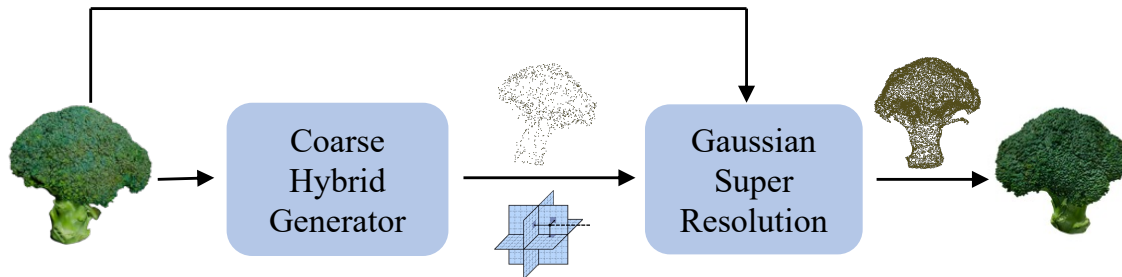 Coarse
Hybrid
Generator
Gaussian
Super
Resolution